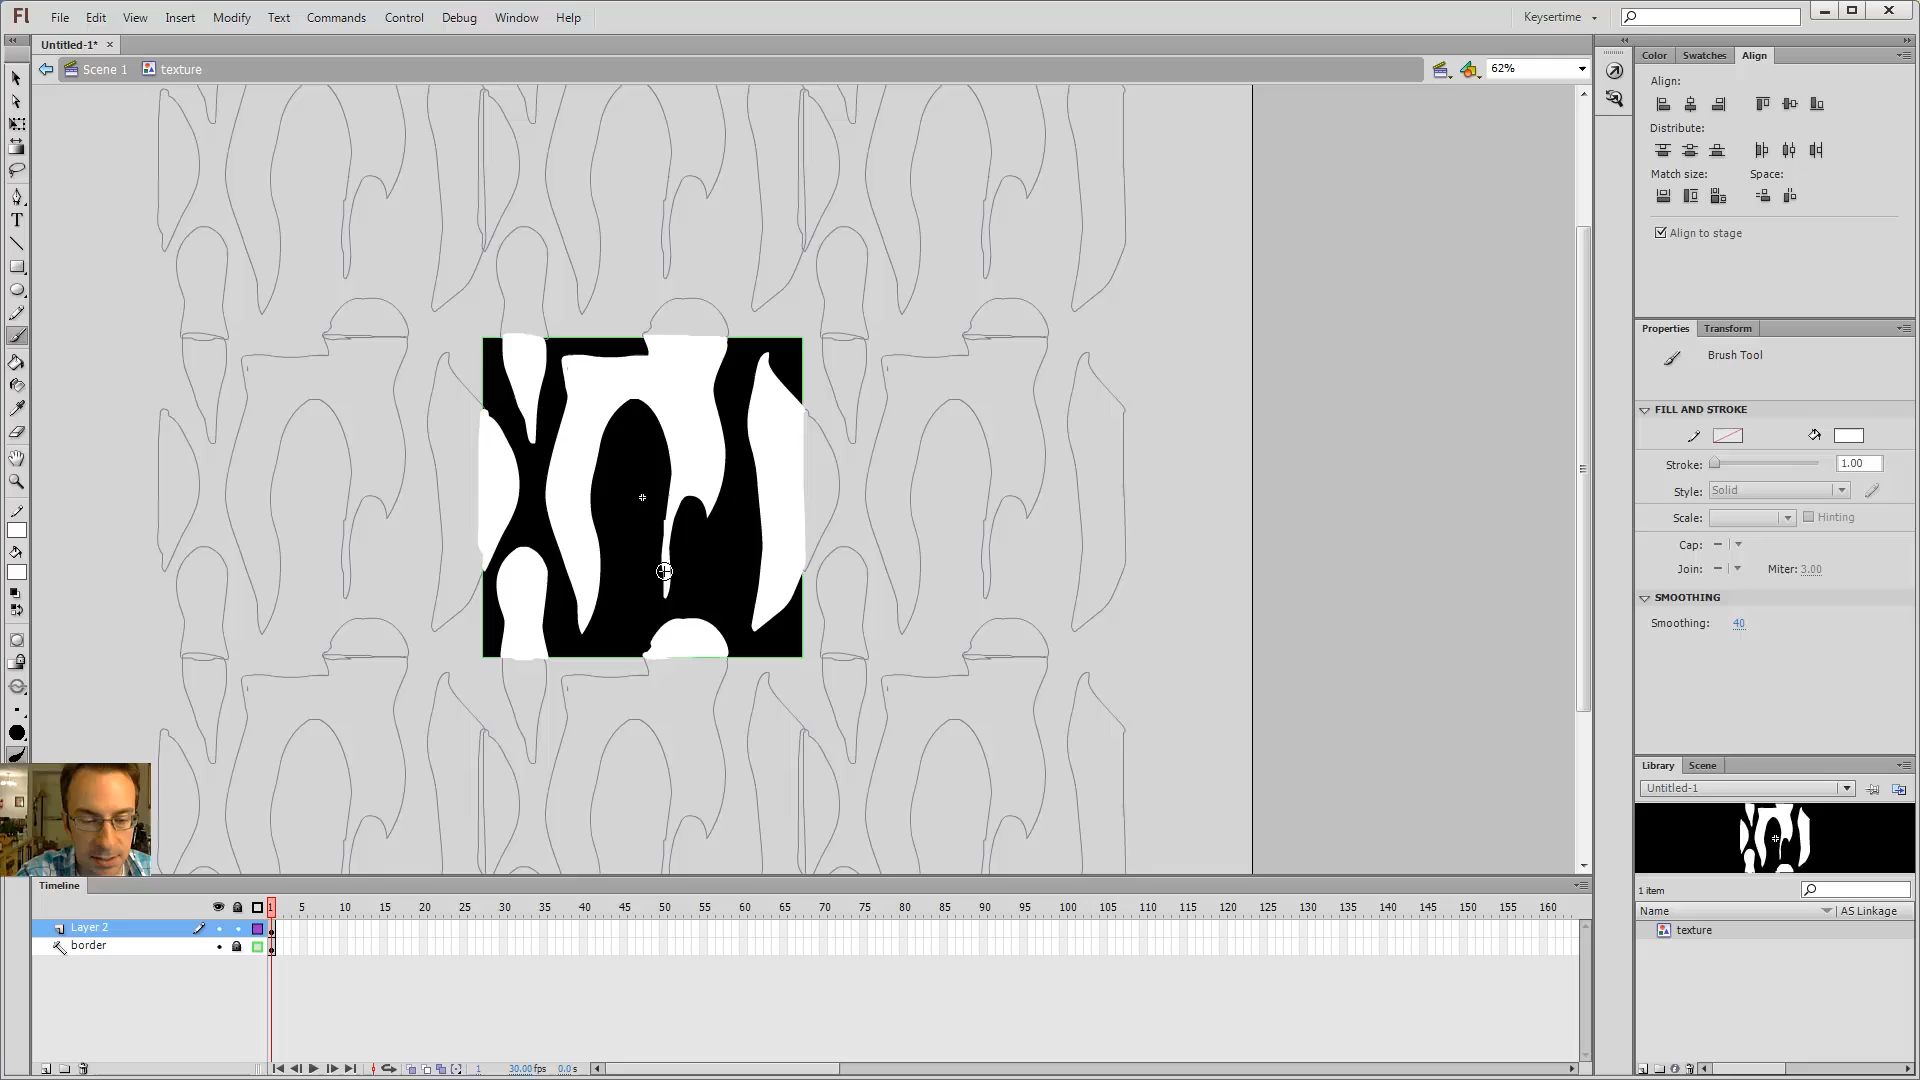 Fl File Edit View Insert Modify Text Commands Control Debug Window Help Keysertime
Untitled-1* ×
Scene 1 texture 62%
Color Swatches Align
Align:
Distribute:
Match size: Space:
Align to stage
Properties Transform
Brush Tool
FILL AND STROKE
Stroke: 1.00
Style: Solid
Scale: Hinting
Cap:
Join: Miter: 3.00
SMOOTHING
Smoothing: 40
Library Scene
Untitled-1
1 item
Name AS Linkage
texture
T
Timeline
1 5 10 15 20 25 30 35 40 45 50 55 60 65 70 75 80 85 90 95 100 105 110 115 120 125 130 135 140 145 150 155 160
Layer 2
border
1 30.00 fps 0.0 s